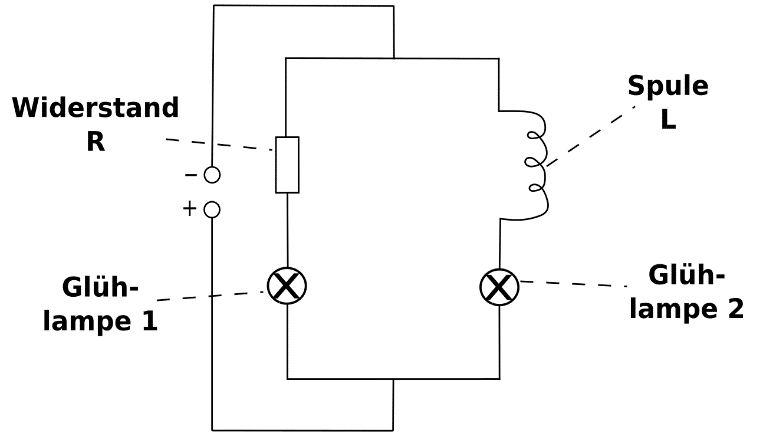 Widerstand
R
Spule
L
−
+
Glüh-
lampe 1
Glüh-
lampe 2